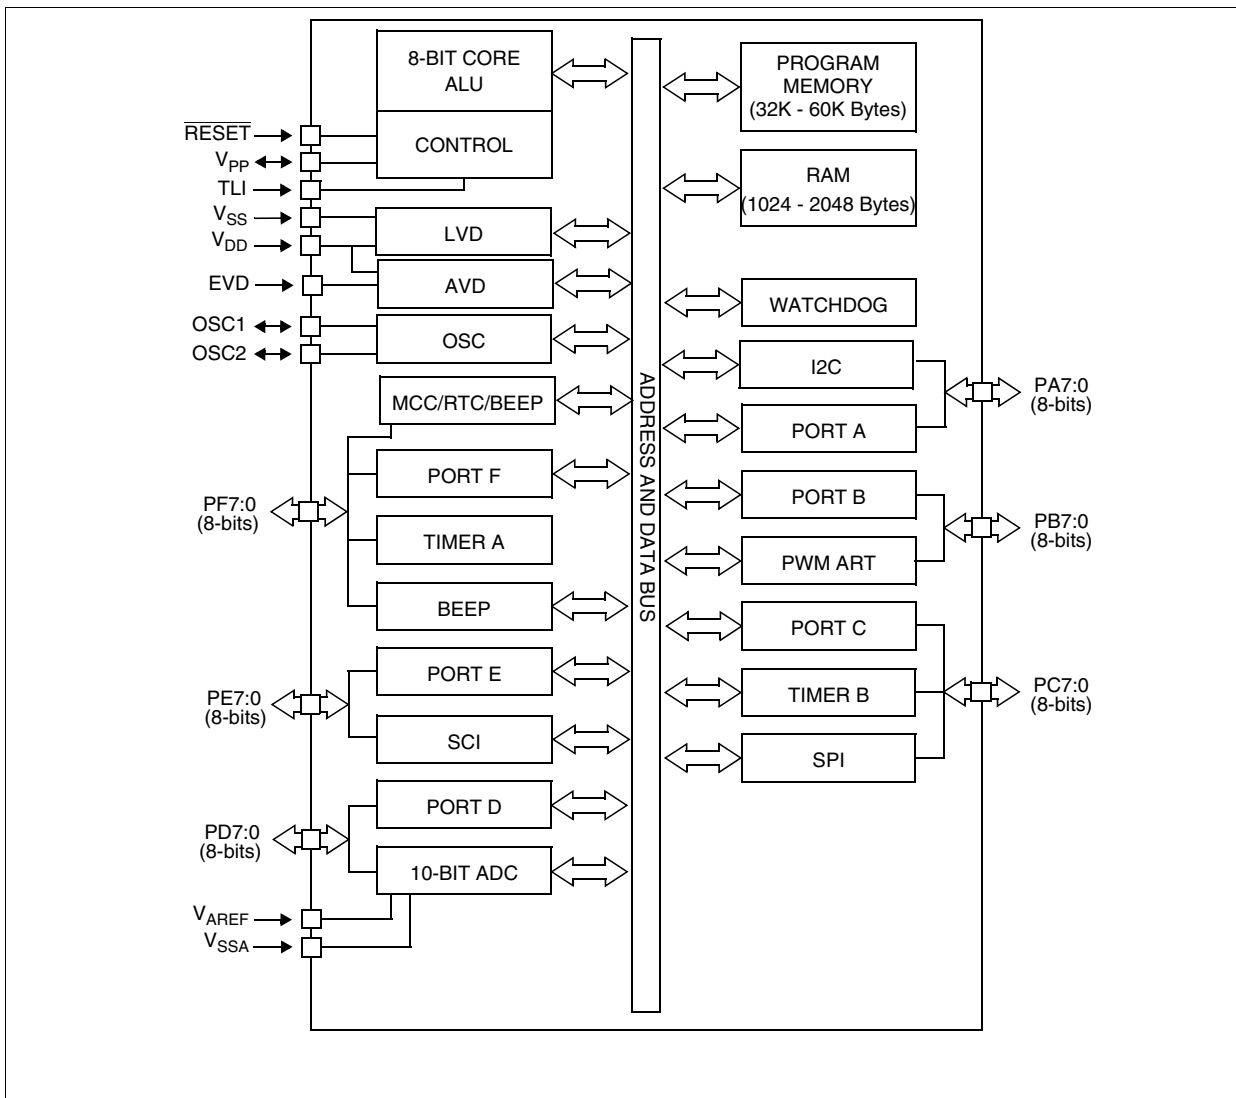 8-BIT CORE
ALU
CONTROL
RESET
VPP
TLI
VSS
VDD
EVD
OSC1
OSC2
LVD
AVD
OSC
MCC/RTC/BEEP
PORT F
TIMER A
BEEP
PF7:0
(8-bits)
PORT E
SCI
PE7:0
(8-bits)
PORT D
10-BIT ADC
PD7:0
(8-bits)
VAREF
VSSA
ADDRESS AND DATA BUS
PROGRAM
MEMORY
(32K - 60K Bytes)
RAM
(1024 - 2048 Bytes)
WATCHDOG
I2C
PORT A
PA7:0
(8-bits)
PORT B
PWM ART
PB7:0
(8-bits)
PORT C
TIMER B
SPI
PC7:0
(8-bits)